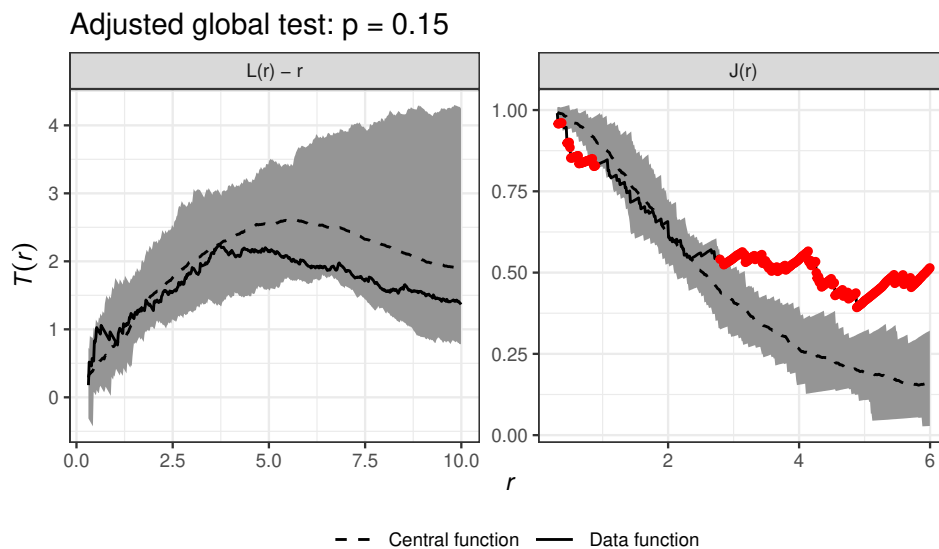 Adjusted global test: p = 0.15
L(r) − r
J(r)
T(r)
4
3
2
1
0
1.00
0.75
0.50
0.25
0.00
0.0 2.5 5.0 7.5 10.0
2 4 6
r
Central function Data function